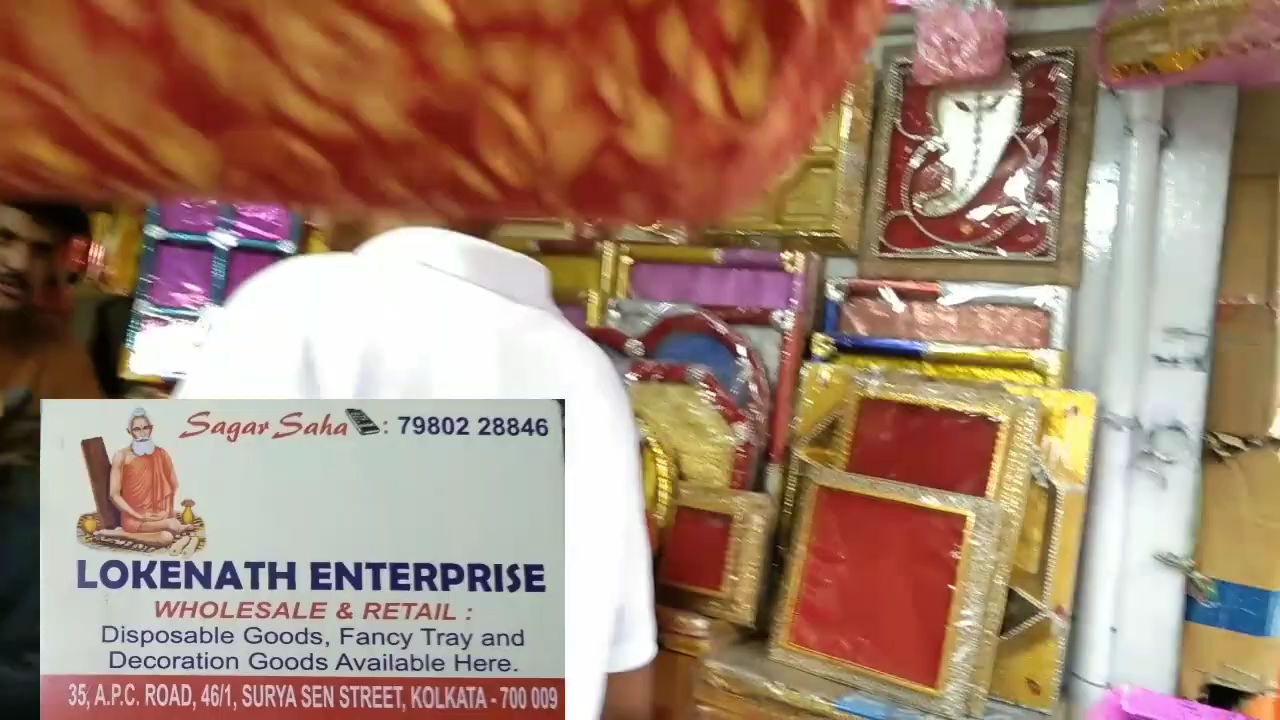 Sagar Saha : 79802 28846
LOKENATH ENTERPRISE
WHOLESALE & RETAIL :
Disposable Goods, Fancy Tray and
Decoration Goods Available Here.
35, A.P.C. ROAD, 46/1, SURYA SEN STREET, KOLKATA - 700 009